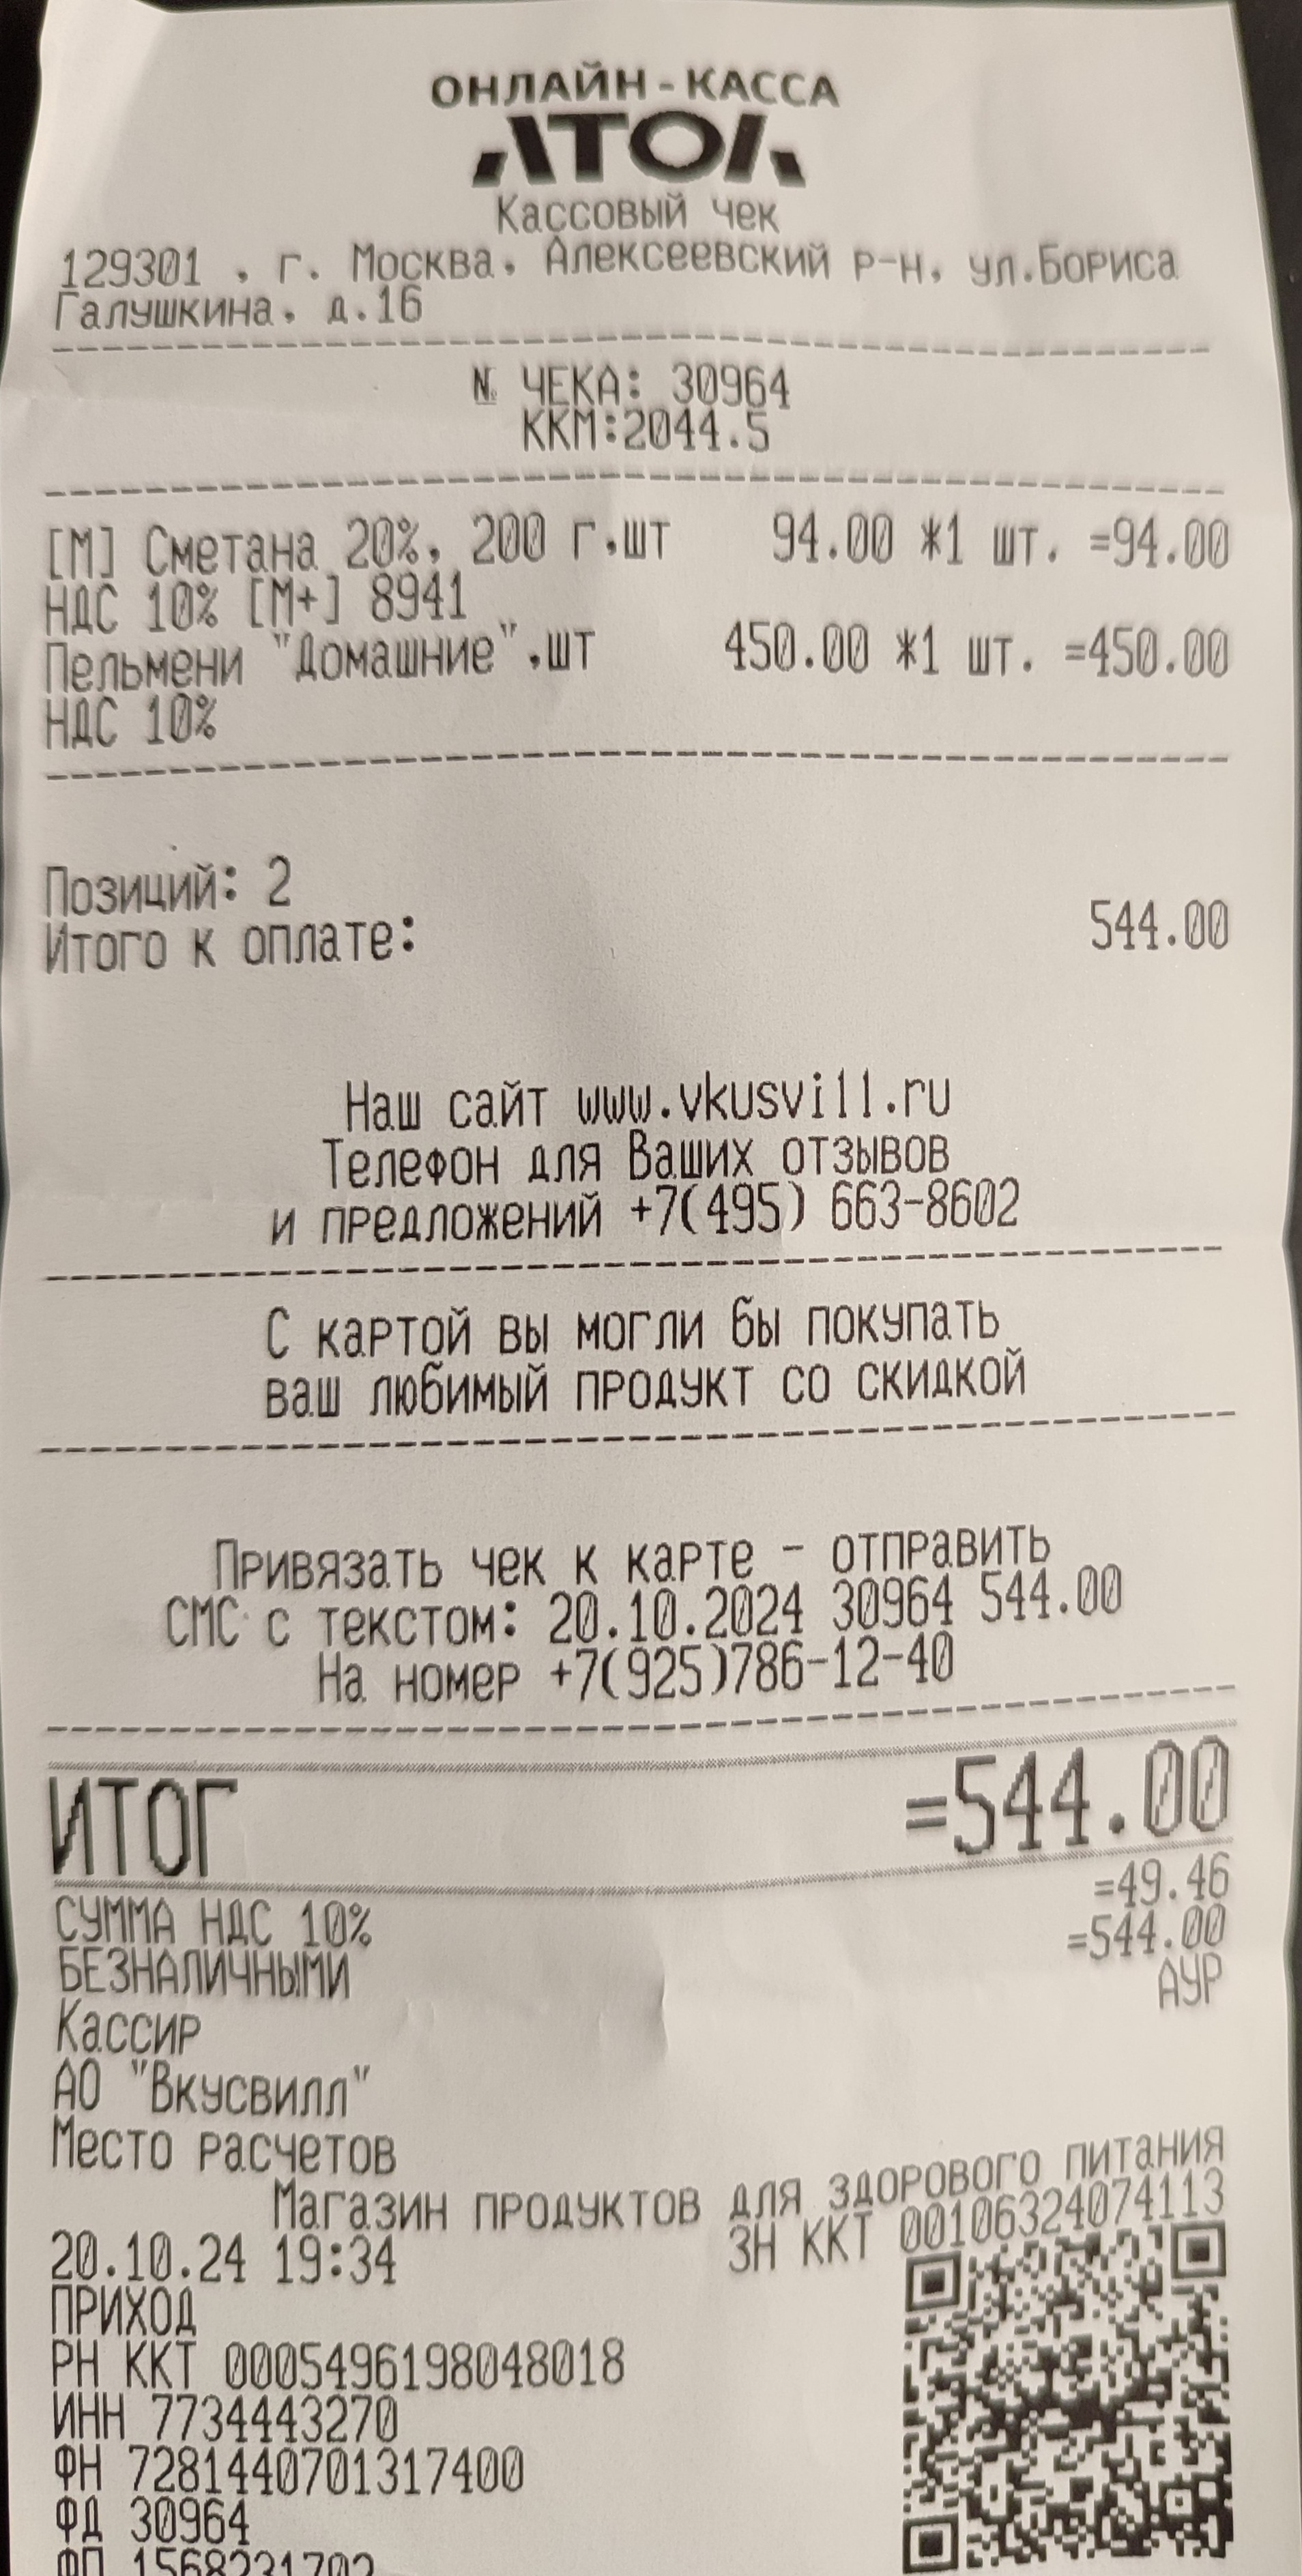 ОНЛАЙН-КАССА
АТОЛ
Кассовый чек
129301 , г. Москва, Алексеевский р-н, ул.Бориса
Галушкина, д.16
№ ЧЕКА: 30964
ККМ:2044.5
[М] Сметана 20%, 200 г,шт 94.00 *1 шт. =94.00
НДС 10% [М+] 8941
Пельмени "Домашние",шт 450.00 *1 шт. =450.00
НДС 10%
Позиций: 2
Итого к оплате: 544.00
Наш сайт www.vkusvill.ru
Телефон для Ваших отзывов
и предложений +7(495) 663-8602
С картой вы могли бы покупать
ваш любимый продукт со скидкой
Привязать чек к карте - отправить
СМС с текстом: 20.10.2024 30964 544.00
На номер +7(925)786-12-40
ИТОГ =544.00
СУММА НДС 10% =49.46
БЕЗНАЛИЧНЫМИ =544.00
Кассир АУР
АО "Вкусвилл"
Место расчетов
Магазин продуктов для здорового питания
20.10.24 19:34 ЗН ККТ 00106324074113
ПРИХОД
РН ККТ 0005496198048018
ИНН 7734443270
ФН 7281440701317400
ФД 30964
ФП 1568231702